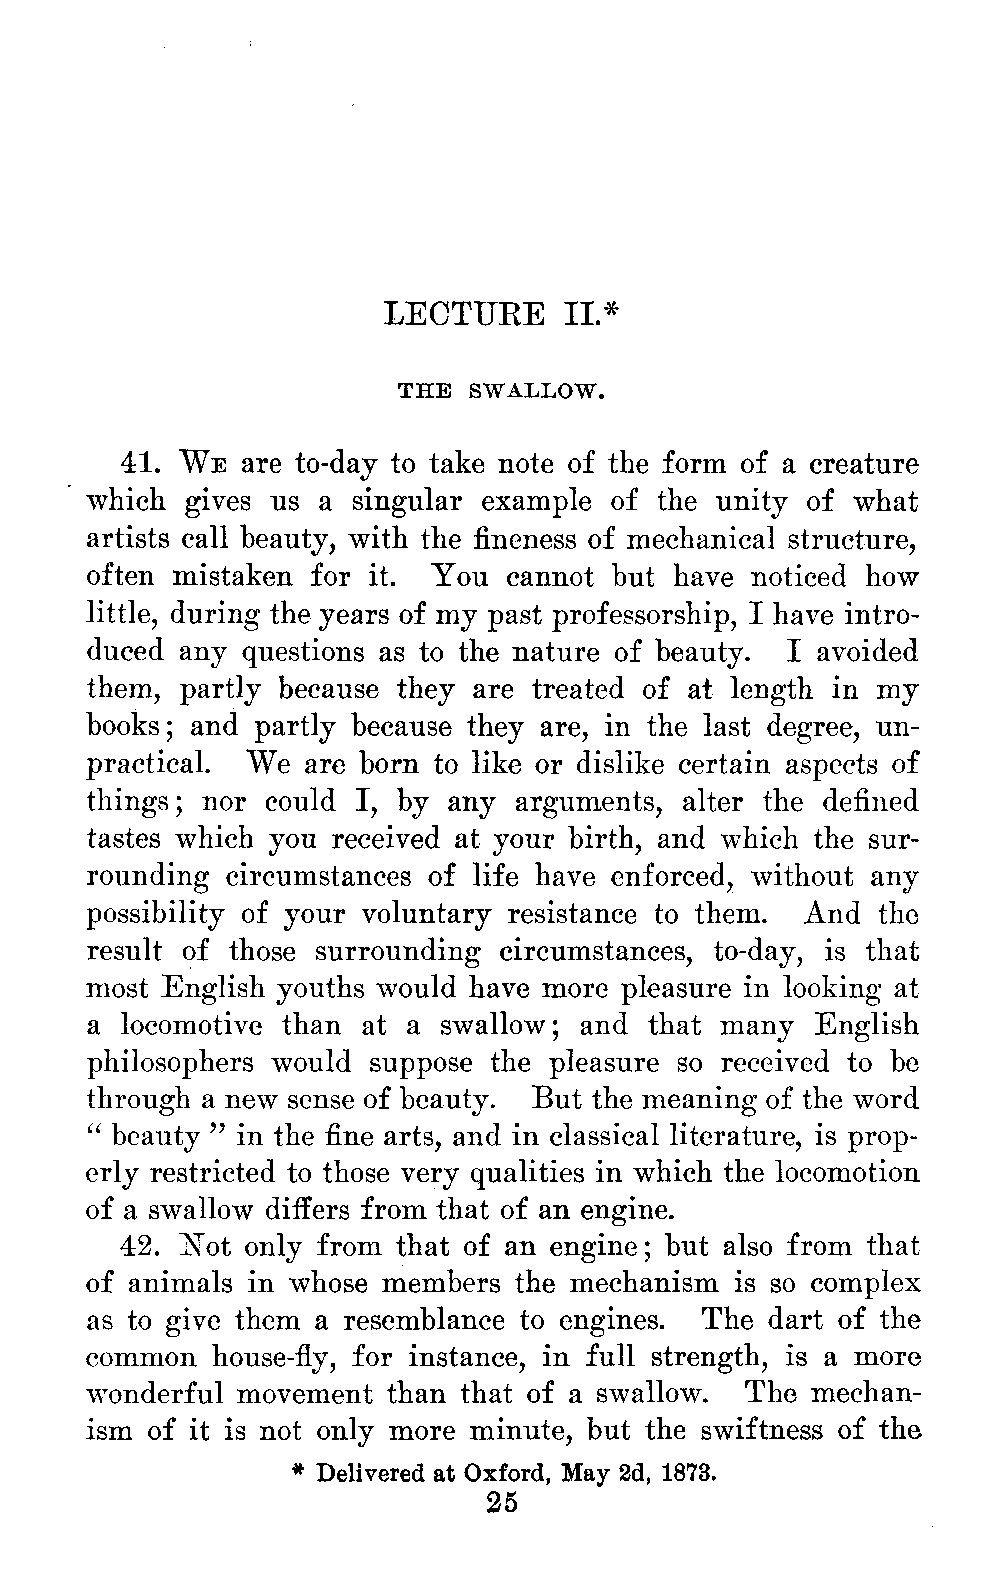 LECTURE II.*
THE SWALLOW.
41. WE are to-day to take note of the form of a creature
which gives us a singular example of the unity of what
artists call beauty, with the fineness of mechanical structure,
often mistaken for it. You cannot but have noticed how
little, during the years of my past professorship, I have intro-
duced any questions as to the nature of beauty. I avoided
them, partly because they are treated of at length in my
books; and partly because they are, in the last degree, un-
practical. We are born to like or dislike certain aspects of
things; nor could I, by any arguments, alter the defined
tastes which you received at your birth, and which the sur-
rounding circumstances of life have enforced, without any
possibility of your voluntary resistance to them. And the
result of those surrounding circumstances, to-day, is that
most English youths would have more pleasure in looking at
a locomotive than at a swallow; and that many English
philosophers would suppose the pleasure so received to be
through a new sense of beauty. But the meaning of the word
“ beauty ” in the fine arts, and in classical literature, is prop-
erly restricted to those very qualities in which the locomotion
of a swallow differs from that of an engine.
42. Not only from that of an engine; but also from that
of animals in whose members the mechanism is so complex
as to give them a resemblance to engines. The dart of the
common house-fly, for instance, in full strength, is a more
wonderful movement than that of a swallow. The mechan-
ism of it is not only more minute, but the swiftness of the
* Delivered at Oxford, May 2d, 1873.
25